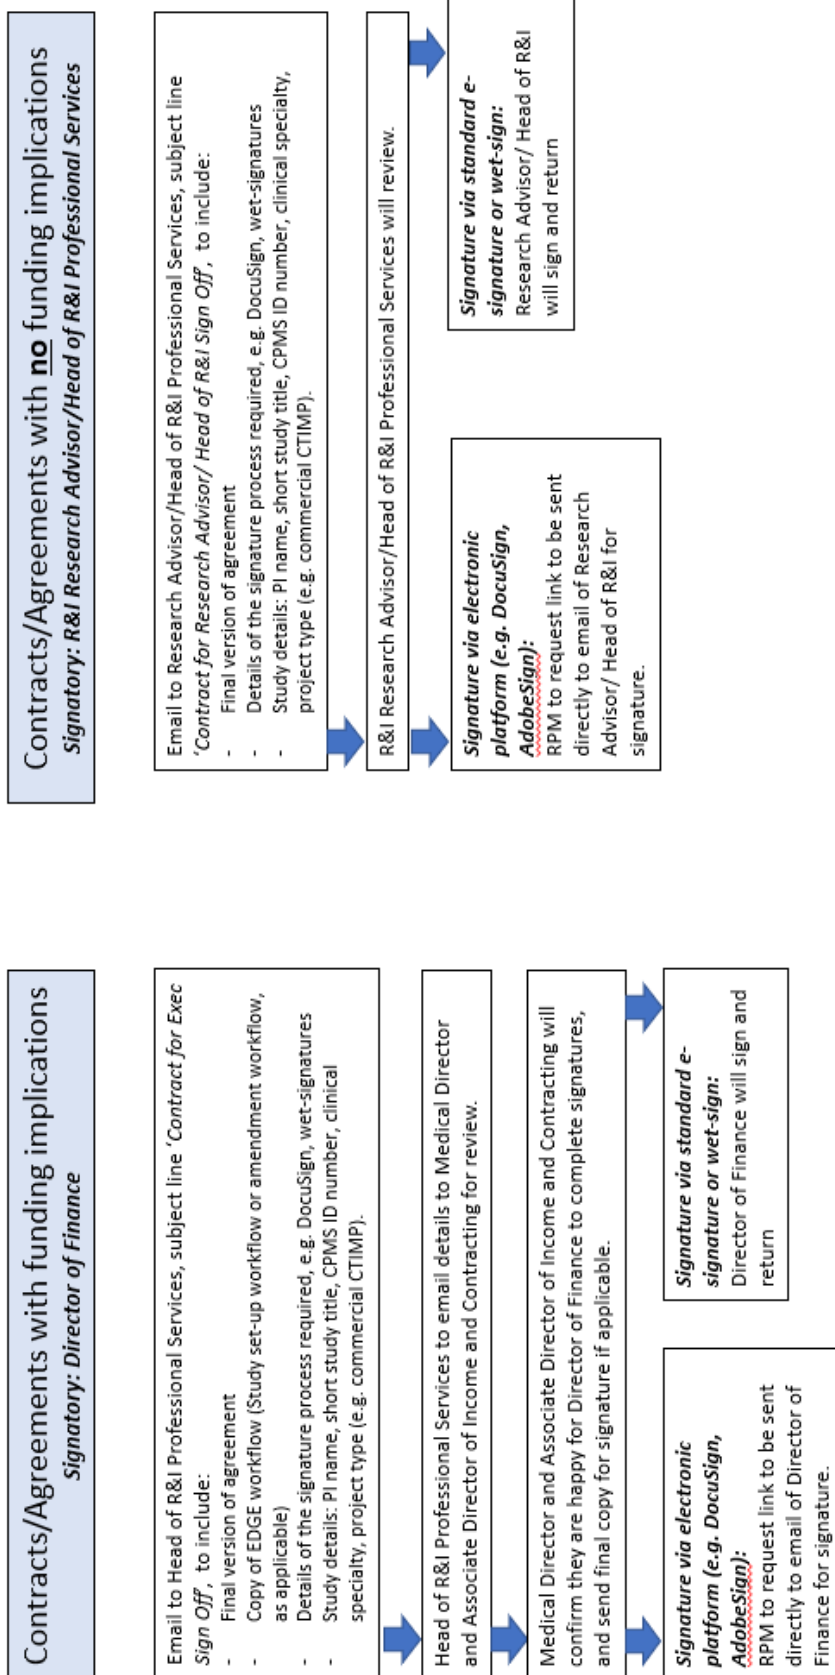 Contracts/Agreements with funding implications
Signatory: Director of Finance
Email to Head of R&I Professional Services, subject line 'Contract for Exec
Sign Off', to include:
- Final version of agreement
- Copy of EDGE workflow (Study set-up workflow or amendment workflow,
as applicable)
- Details of the signature process required, e.g. DocuSign, wet-signatures
- Study details: PI name, short study title, CPMS ID number, clinical
specialty, project type (e.g. commercial CTIMP).
Head of R&I Professional Services to email details to Medical Director
and Associate Director of Income and Contracting for review.
Medical Director and Associate Director of Income and Contracting will
confirm they are happy for Director of Finance to complete signatures,
and send final copy for signature if applicable.
Signature via electronic
platform (e.g. DocuSign,
AdobeSign):
RPM to request link to be sent
directly to email of Director of
Finance for signature.
Signature via standard e-
signature or wet-sign:
Director of Finance will sign and
return
Contracts/Agreements with no funding implications
Signatory: R&I Research Advisor/Head of R&I Professional Services
Email to Research Advisor/Head of R&I Professional Services, subject line
'Contract for Research Advisor/ Head of R&I Sign Off', to include:
- Final version of agreement
- Details of the signature process required, e.g. DocuSign, wet-signatures
- Study details: PI name, short study title, CPMS ID number, clinical specialty,
project type (e.g. commercial CTIMP).
R&I Research Advisor/Head of R&I Professional Services will review.
Signature via electronic
platform (e.g. DocuSign,
AdobeSign):
RPM to request link to be sent
directly to email of Research
Advisor/ Head of R&I for
signature.
Signature via standard e-
signature or wet-sign:
Research Advisor/ Head of R&I
will sign and return